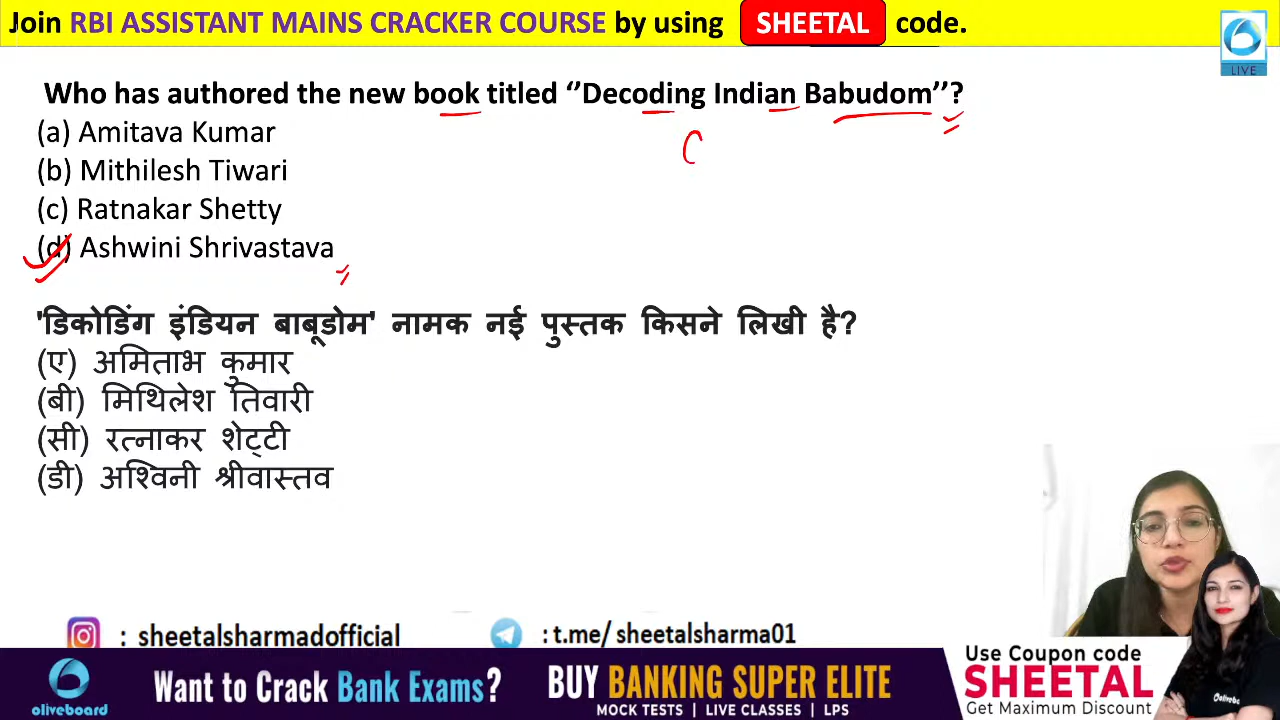 Join RBI ASSISTANT MAINS CRACKER COURSE by using SHEETAL code.
LIVE
Who has authored the new book titled ‘’Decoding Indian Babudom’’?
(a) Amitava Kumar
(b) Mithilesh Tiwari
(c) Ratnakar Shetty
(d) Ashwini Shrivastava
'डिकोडिंग इंडियन बाबूडोम' नामक नई पुस्तक किसने लिखी है?
(ए) अमिताभ कुमार
(बी) मिथिलेश तिवारी
(सी) रत्नाकर शेट्टी
(डी) अश्विनी श्रीवास्तव
: sheetalsharmadofficial
: t.me/ sheetalsharma01
oliveboard
Want to Crack Bank Exams?
BUY BANKING SUPER ELITE
MOCK TESTS | LIVE CLASSES | LPS
Use Coupon code
SHEETAL
Get Maximum Discount